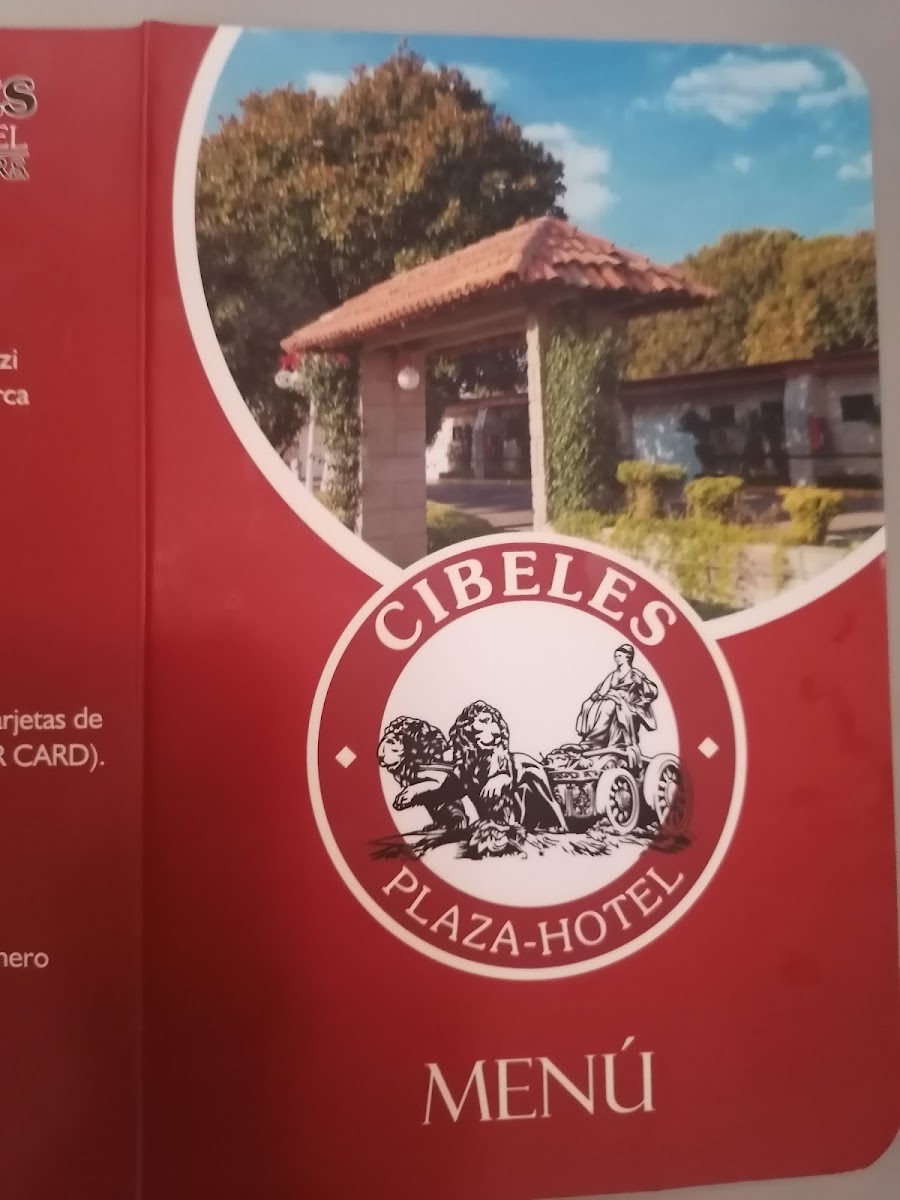 ES
EL
zi
rca
arjetas de
R CARD).
nero
CIBELES
PLAZA-HOTEL
MENÚ